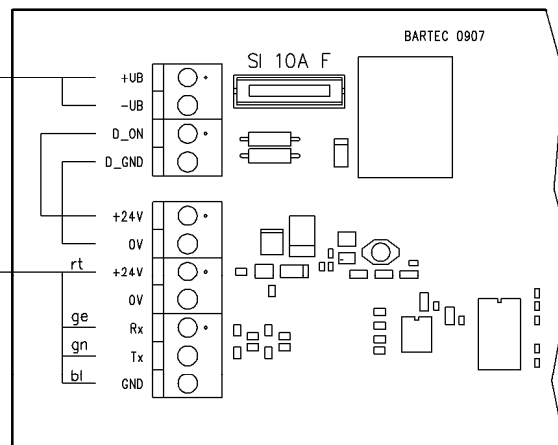 BARTEC 0907
SI 10A F
+UB
-UB
D_ON
D_GND
+24V
0V
rt +24V
0V
ge Rx
gn Tx
bl GND